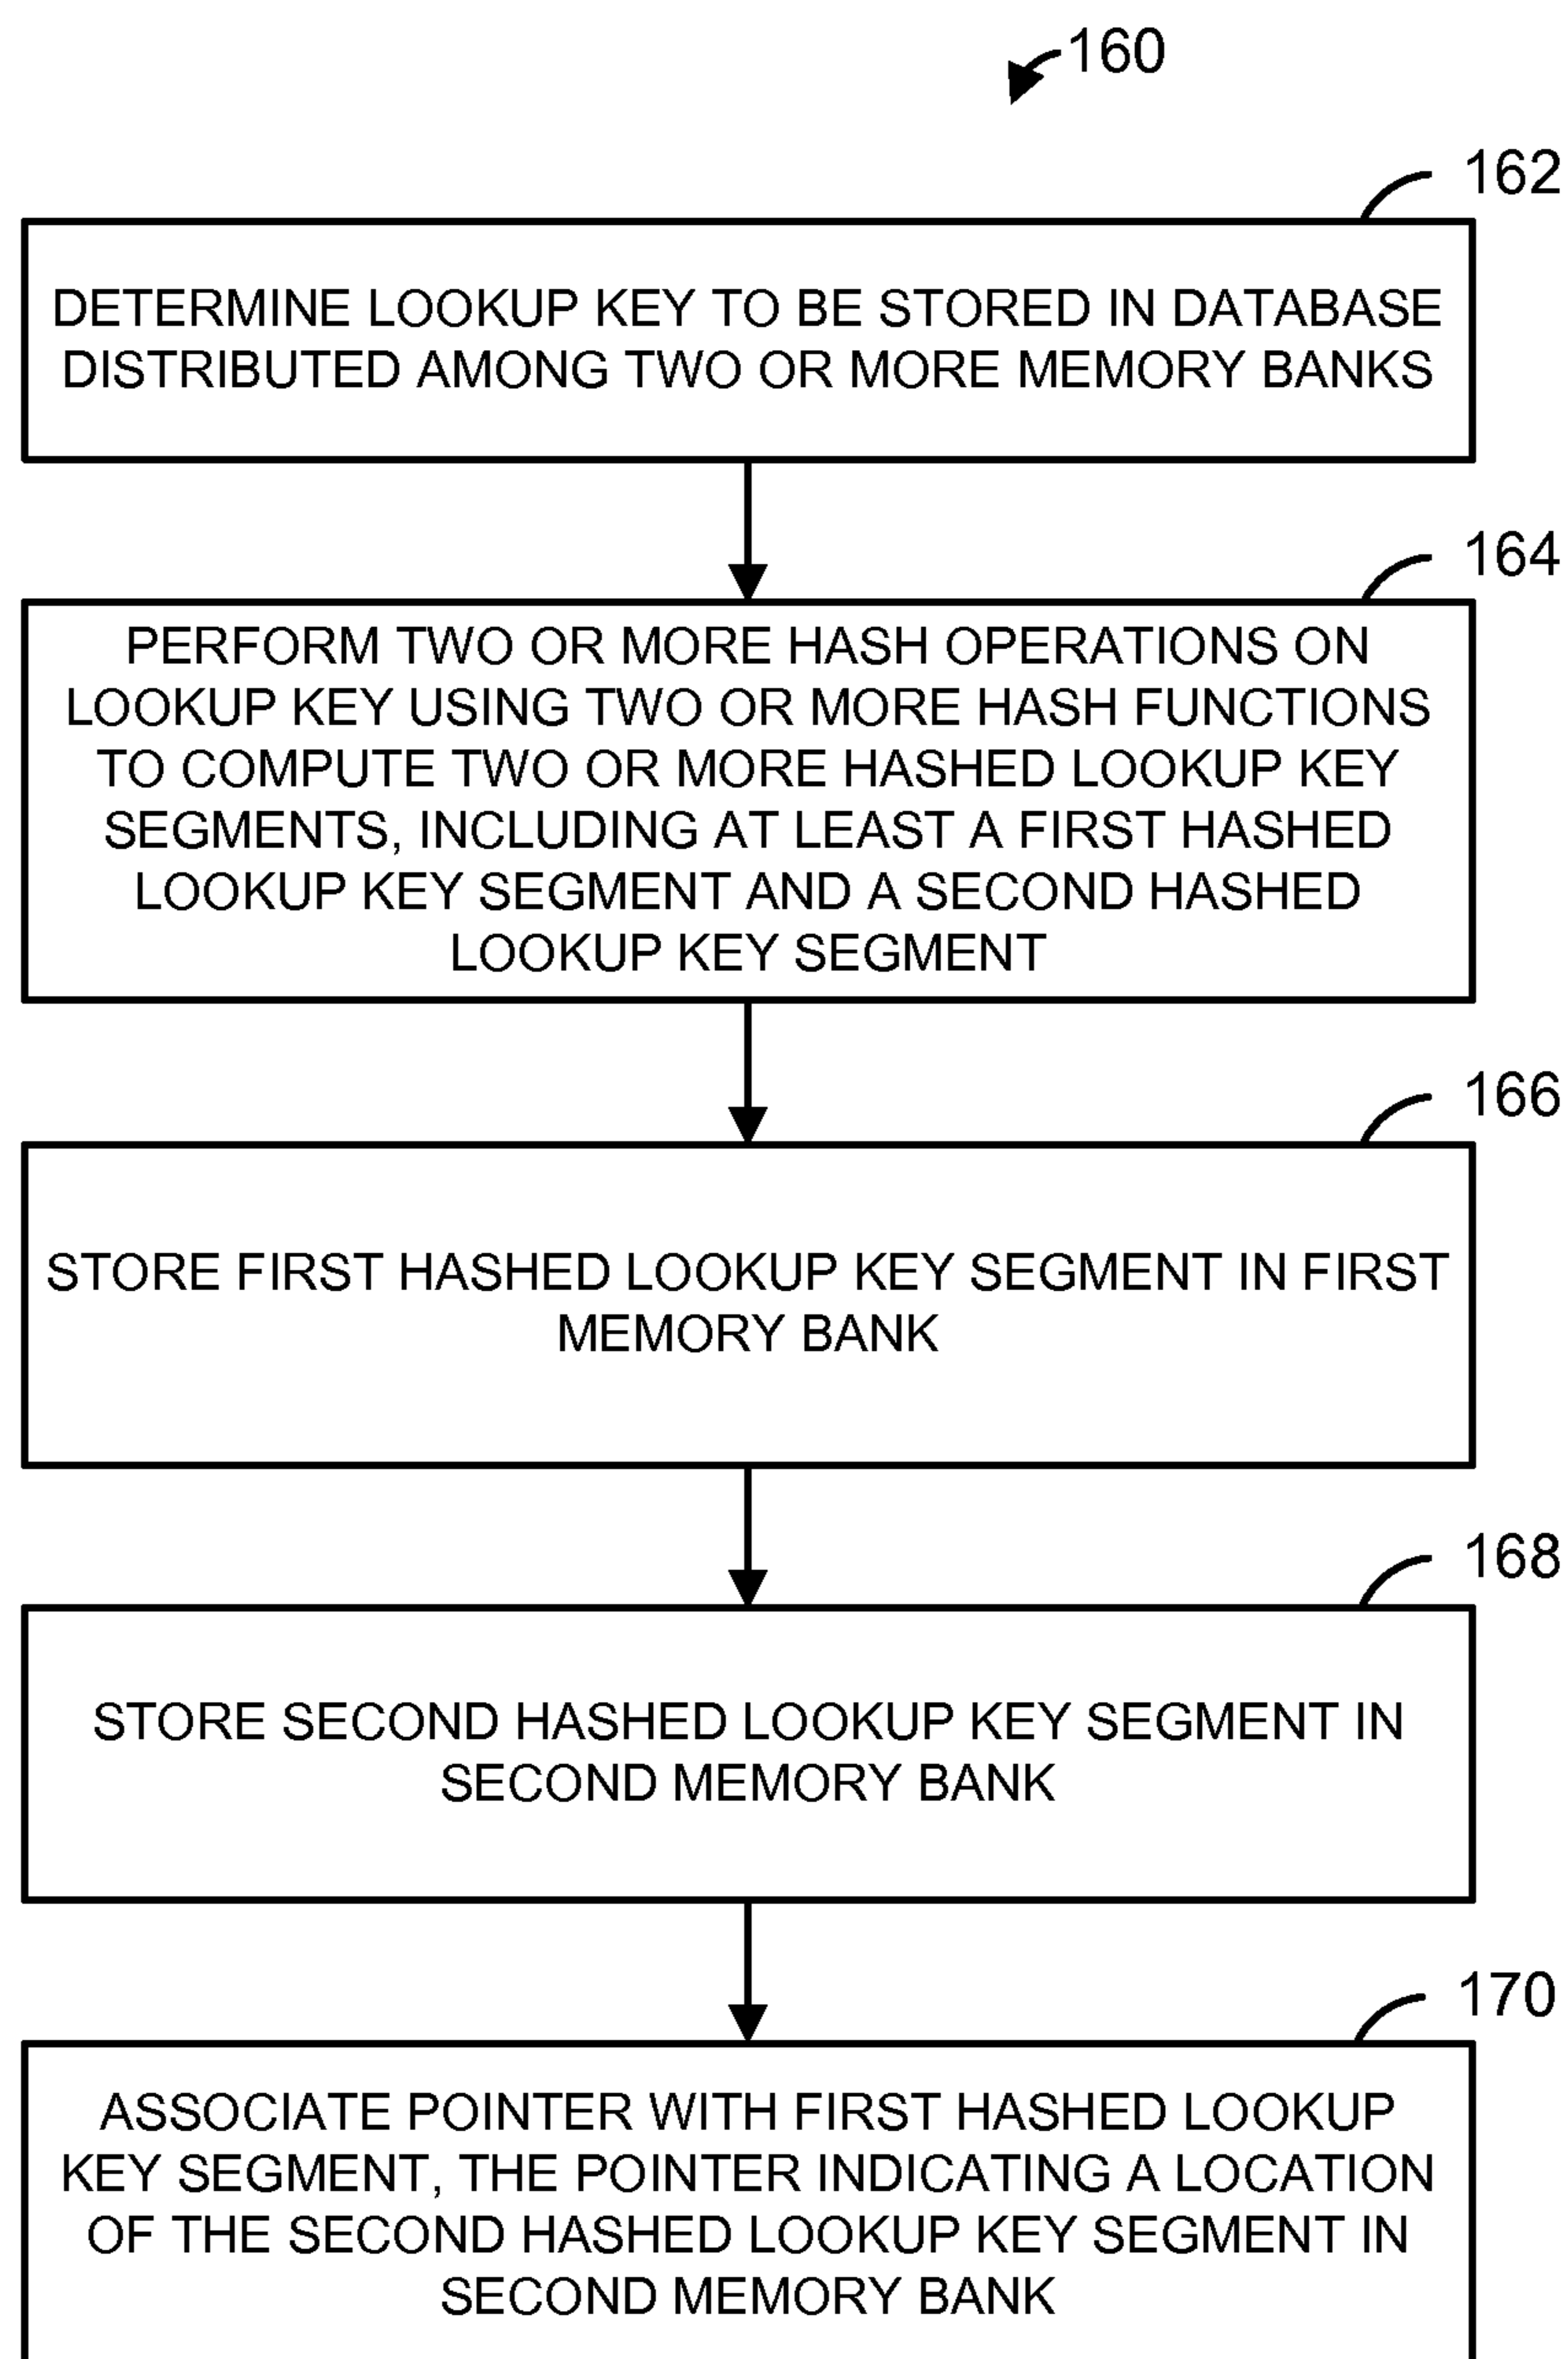 160
162
DETERMINE LOOKUP KEY TO BE STORED IN DATABASE
DISTRIBUTED AMONG TWO OR MORE MEMORY BANKS
164
PERFORM TWO OR MORE HASH OPERATIONS ON
LOOKUP KEY USING TWO OR MORE HASH FUNCTIONS
TO COMPUTE TWO OR MORE HASHED LOOKUP KEY
SEGMENTS, INCLUDING AT LEAST A FIRST HASHED
LOOKUP KEY SEGMENT AND A SECOND HASHED
LOOKUP KEY SEGMENT
166
STORE FIRST HASHED LOOKUP KEY SEGMENT IN FIRST
MEMORY BANK
168
STORE SECOND HASHED LOOKUP KEY SEGMENT IN
SECOND MEMORY BANK
170
ASSOCIATE POINTER WITH FIRST HASHED LOOKUP
KEY SEGMENT, THE POINTER INDICATING A LOCATION
OF THE SECOND HASHED LOOKUP KEY SEGMENT IN
SECOND MEMORY BANK